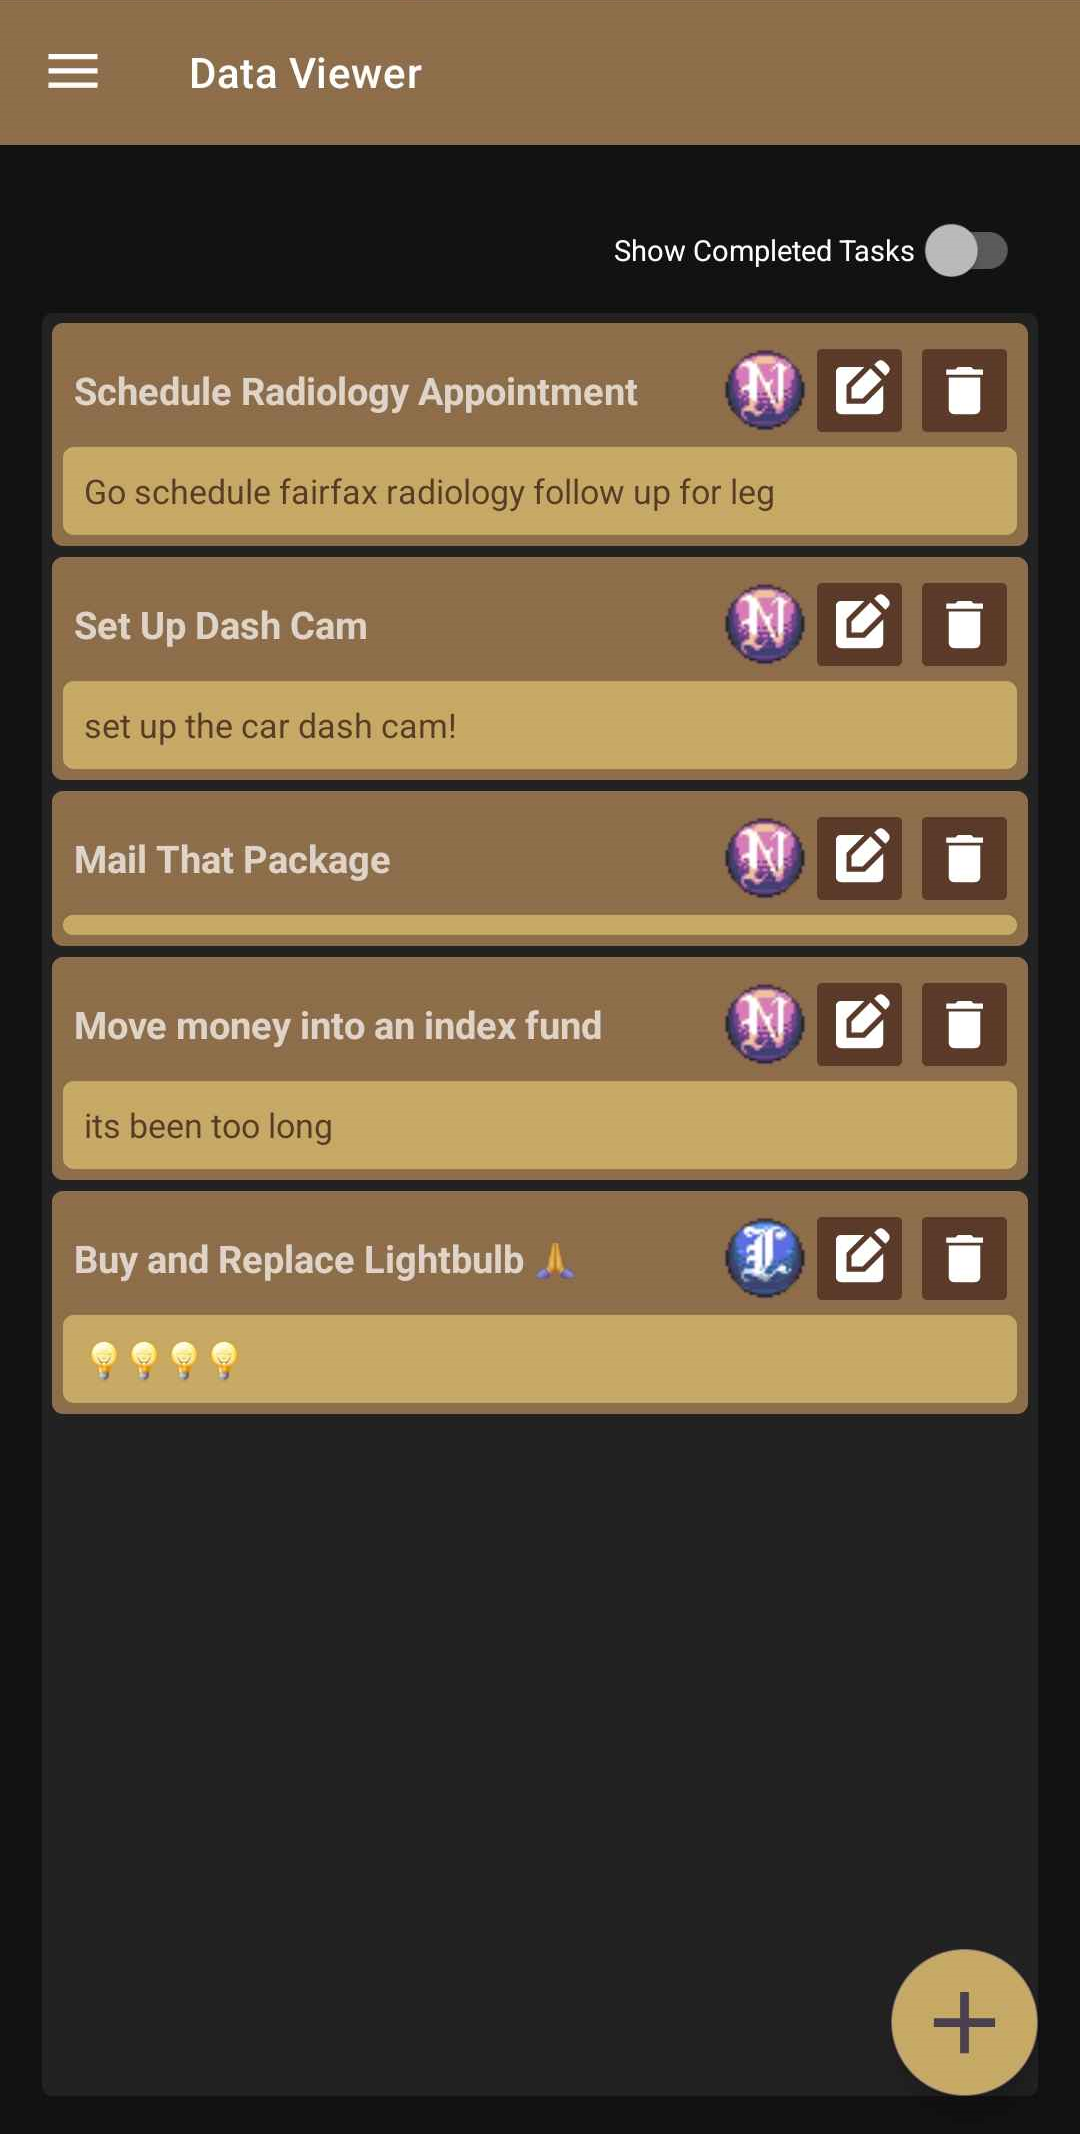 Data Viewer
Show Completed Tasks
Schedule Radiology Appointment
N
Go schedule fairfax radiology follow up for leg
Set Up Dash Cam
N
set up the car dash cam!
Mail That Package
N
Move money into an index fund
N
its been too long
Buy and Replace Lightbulb 🙏
L
💡💡💡💡